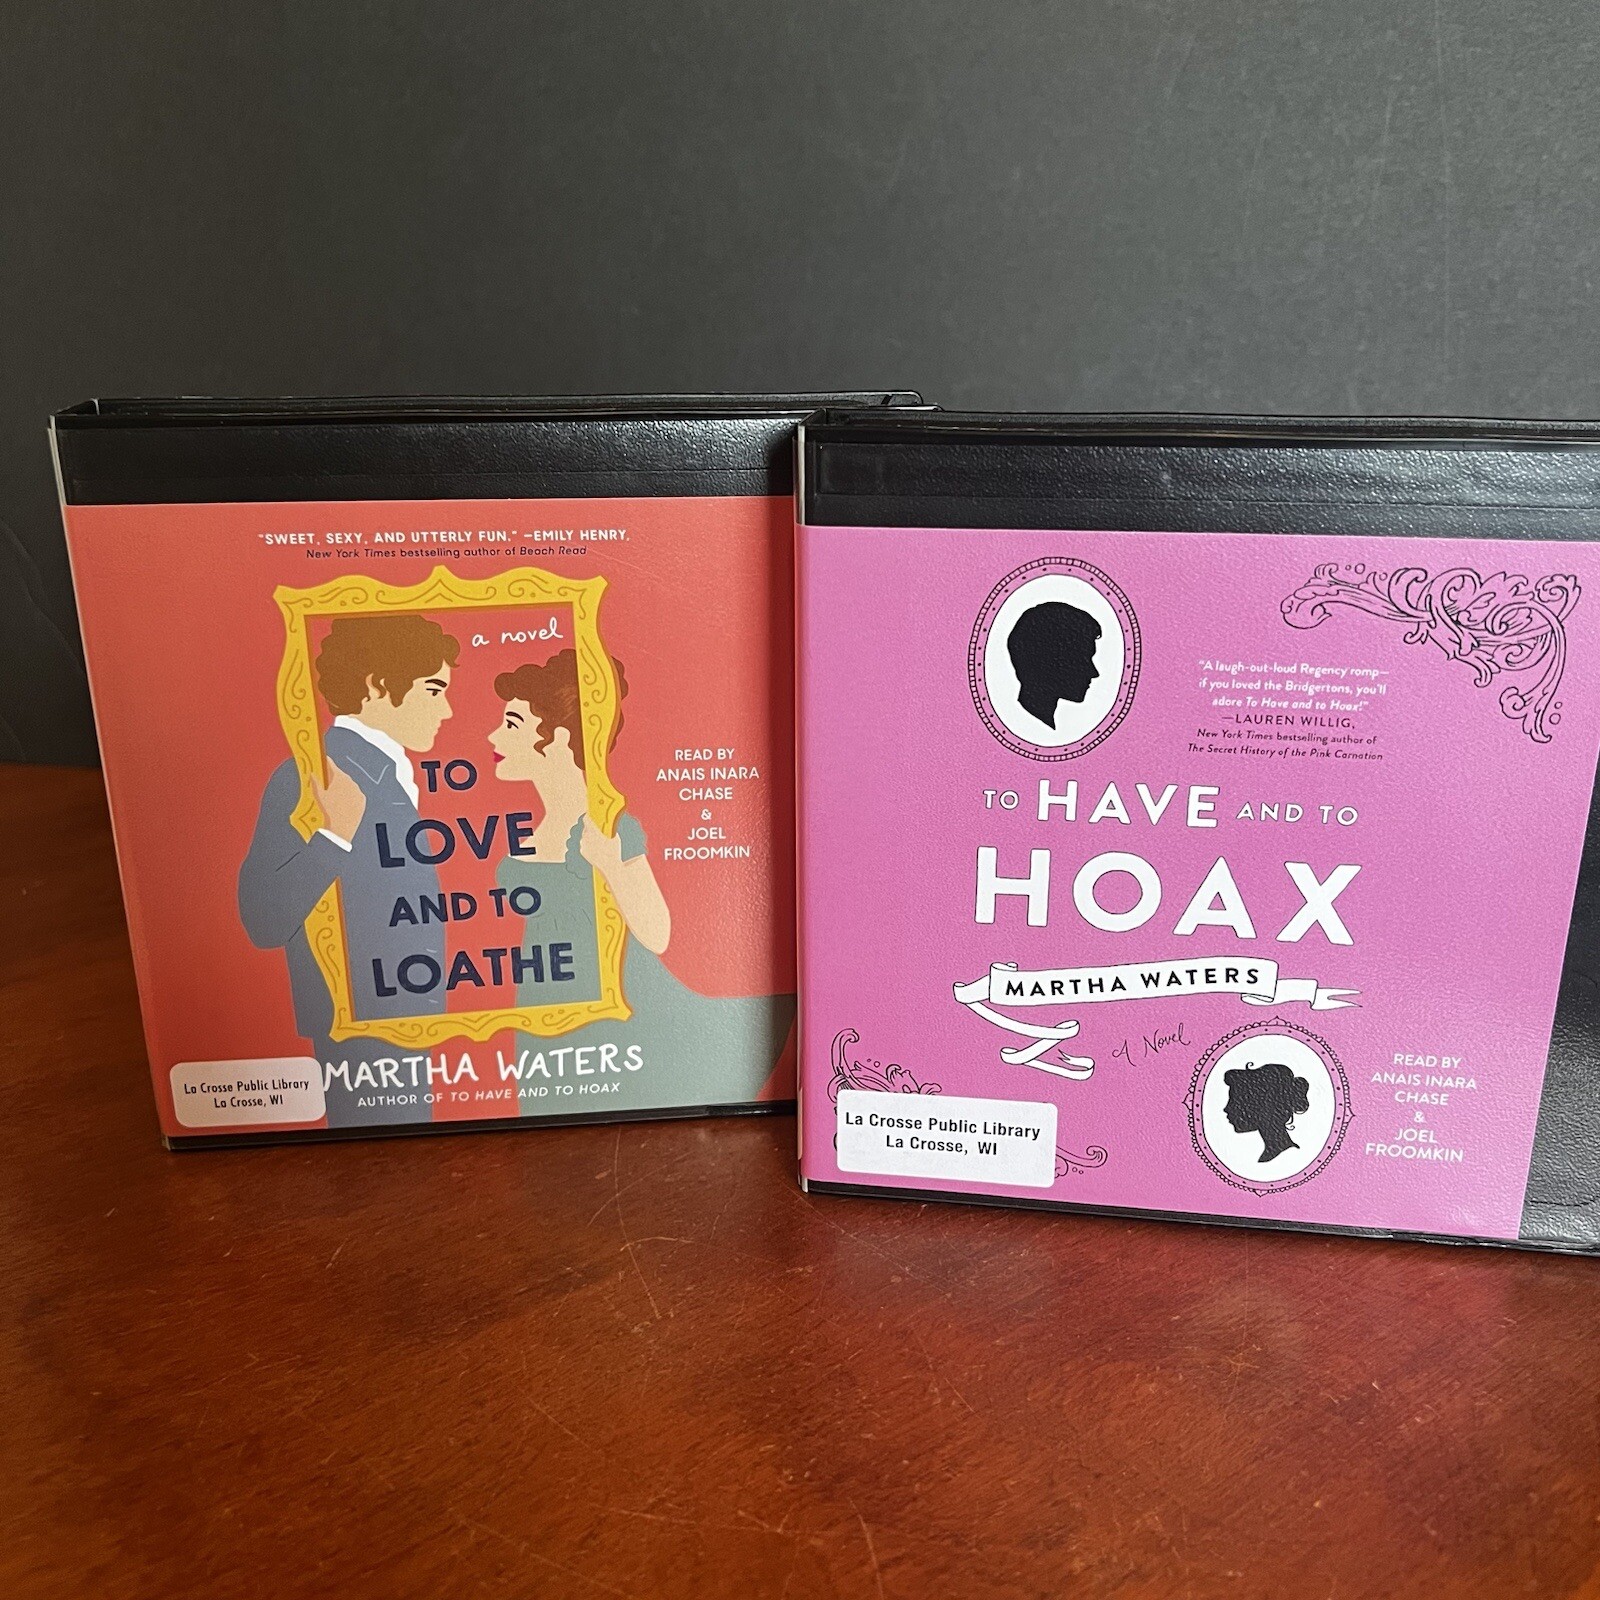 "SWEET, SEXY, AND UTTERLY FUN." —EMILY HENRY,
New York Times bestselling author of Beach Read
a novel
TO
LOVE
AND TO
LOATHE
READ BY
ANAIS INARA
CHASE
&
JOEL
FROOMKIN
MARTHA WATERS
AUTHOR OF TO HAVE AND TO HOAX
La Crosse Public Library
La Crosse, WI
"A laugh-out-loud Regency romp—
if you loved the Bridgertons, you'll
adore To Have and to Hoax!"
—LAUREN WILLIG,
New York Times bestselling author of
The Secret History of the Pink Carnation
TO HAVE AND TO
HOAX
MARTHA WATERS
A Novel
READ BY
ANAIS INARA
CHASE
&
JOEL
FROOMKIN
La Crosse Public Library
La Crosse, WI